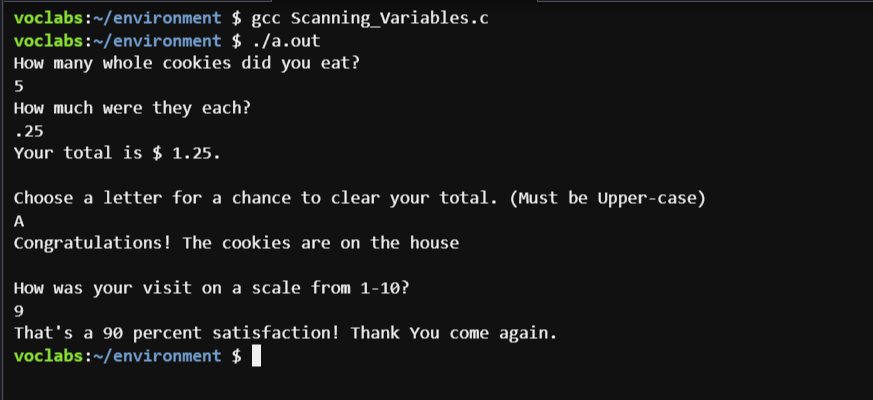 voclabs:~/environment $ gcc Scanning_Variables.c
voclabs:~/environment $ ./a.out
How many whole cookies did you eat?
5
How much were they each?
.25
Your total is $ 1.25.
Choose a letter for a chance to clear your total. (Must be Upper-case)
A
Congratulations! The cookies are on the house
How was your visit on a scale from 1-10?
9
That's a 90 percent satisfaction! Thank You come again.
voclabs:~/environment $